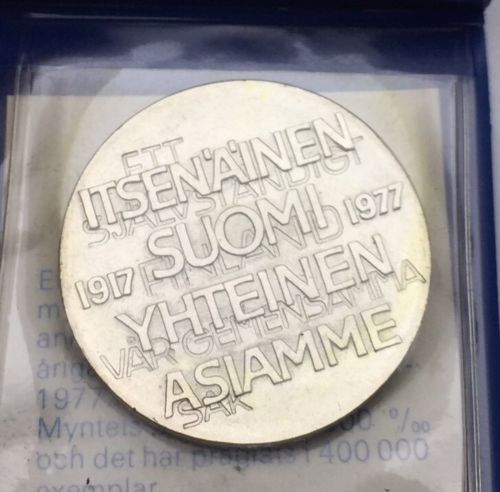 ETT
ITSENÄINEN
SJÄLVSTÄNDIGT
SUOMI
1917 1977
FINLAND
YHTEINEN
VÅR GEMENSAMMA
ASIAMME
SAK
1977
Myntets ‰
och det har präglats 400 000
exemplar